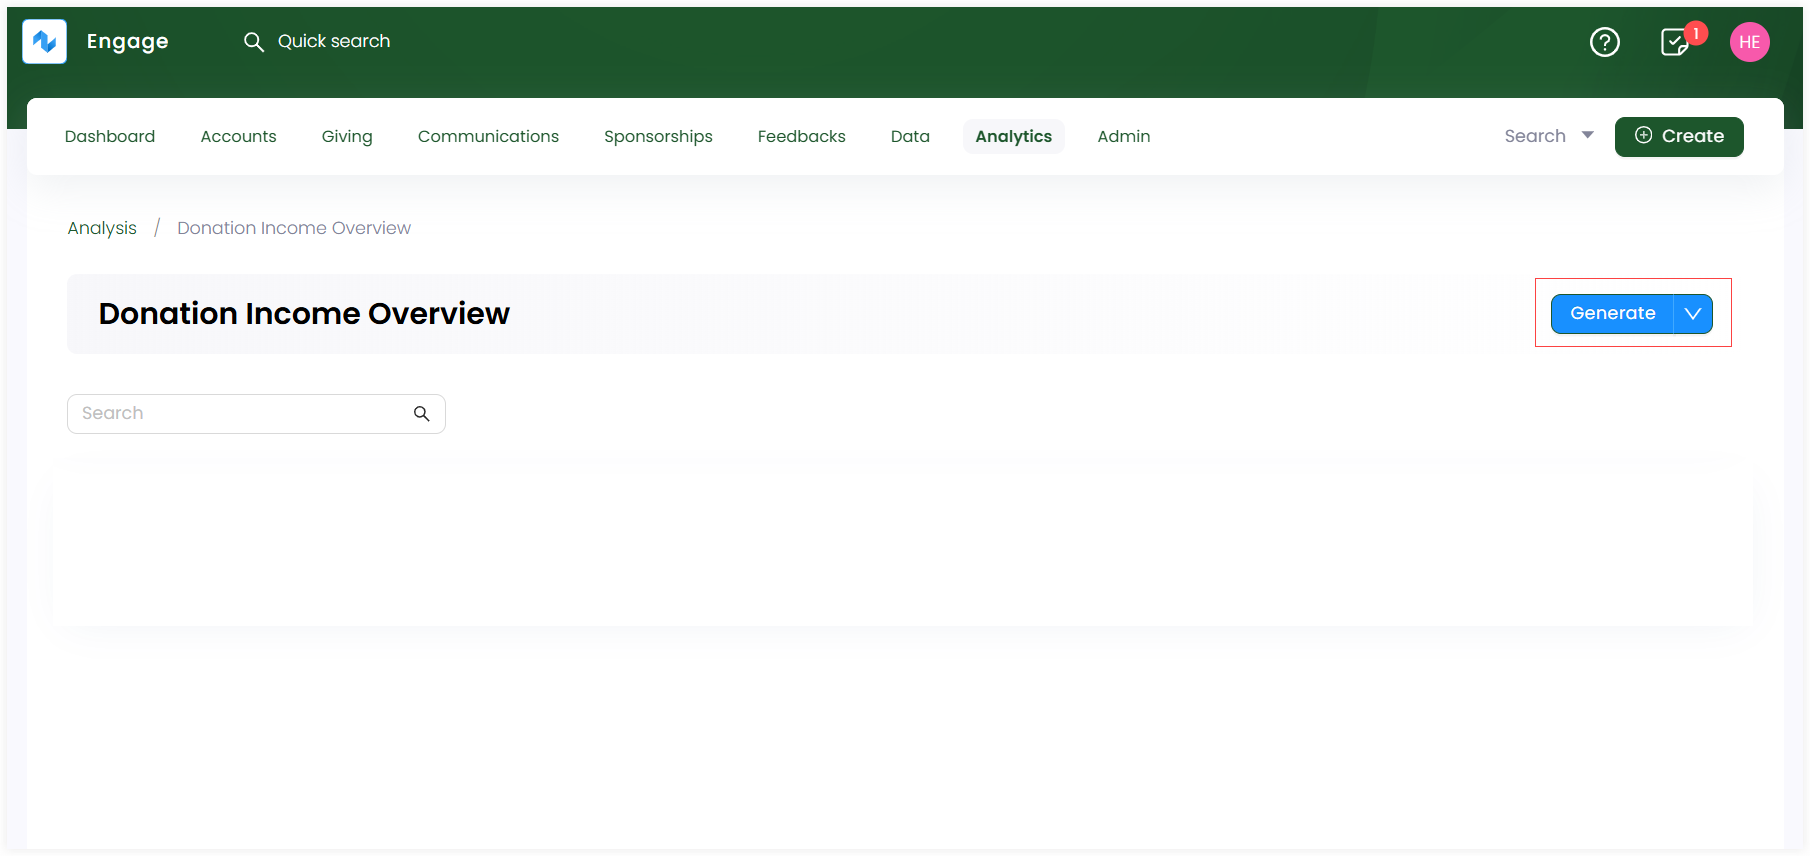 Engage
Quick search
1
HE
Dashboard Accounts Giving Communications Sponsorships Feedbacks Data Analytics Admin Search Create
Analysis / Donation Income Overview
Donation Income Overview
Generate
Search